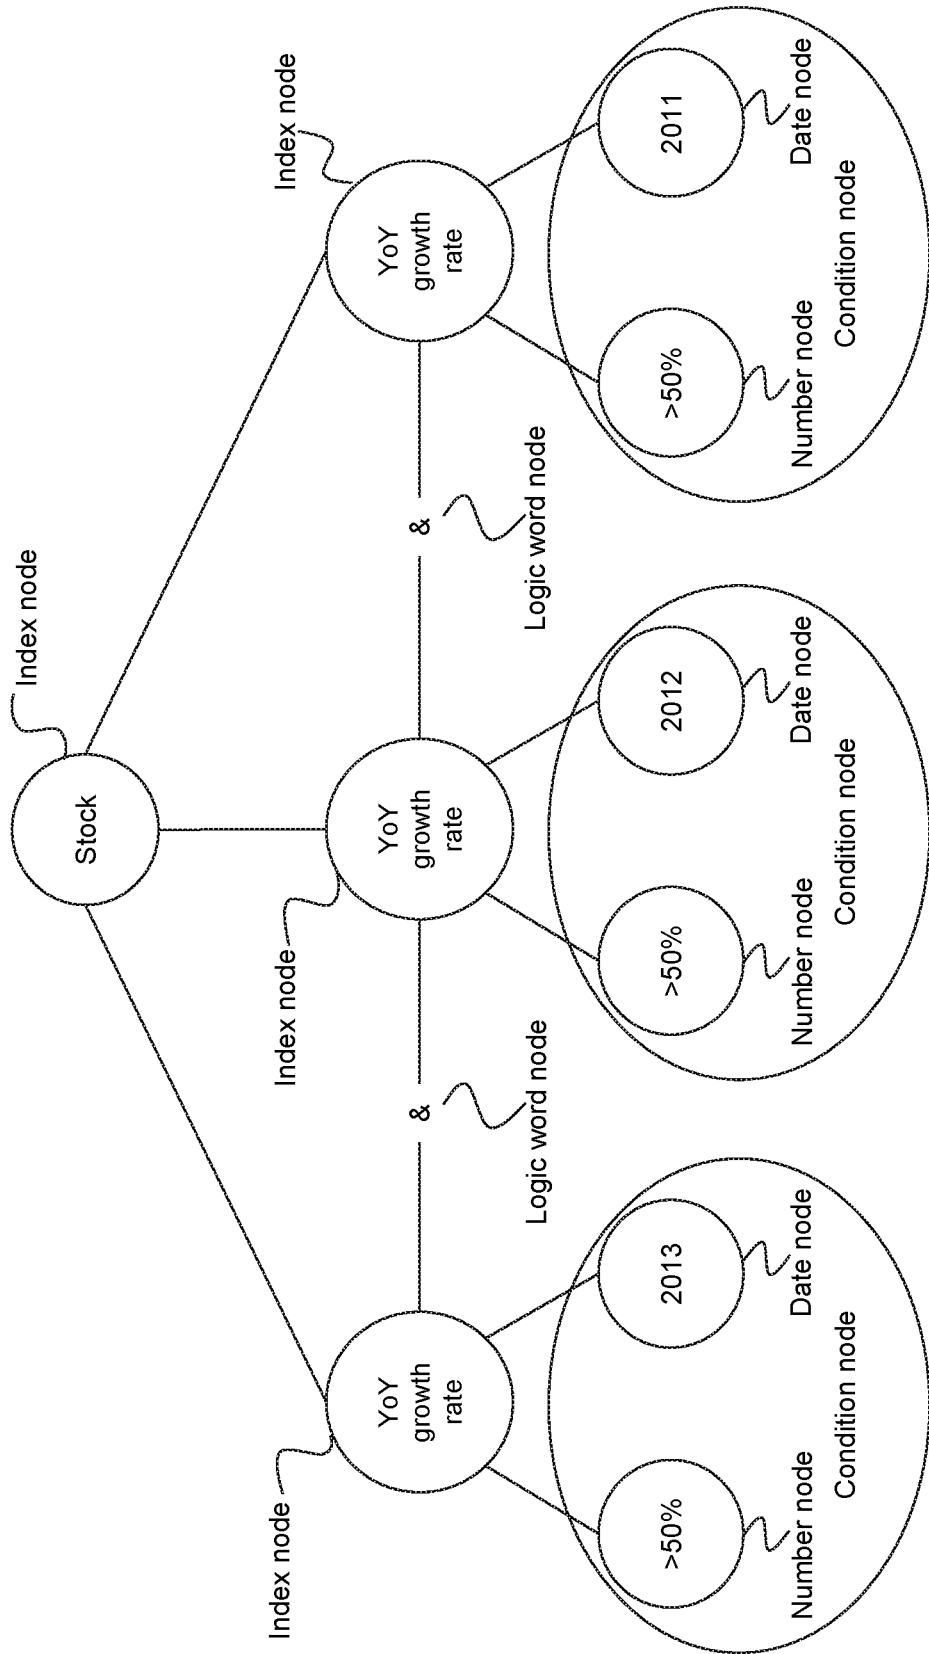 Index node
Stock
Index node
Index node
Index node
YoY
growth
rate
&
YoY
growth
rate
&
YoY
growth
rate
Logic word node
Logic word node
>50%
2013
>50%
2012
>50%
2011
Number node
Date node
Number node
Date node
Number node
Date node
Condition node
Condition node
Condition node